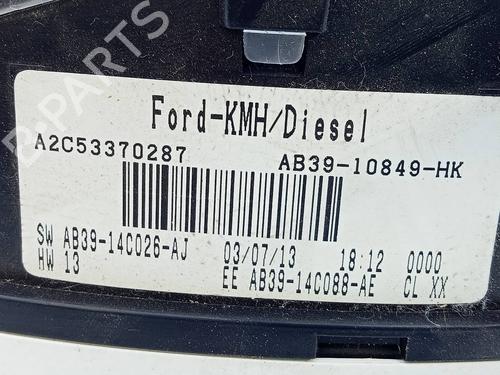 Ford-KMH/Diesel
A2C53370287 AB39-10849-HK
SW AB39-14C026-AJ 03/07/13 18:12 0000
HW 13 EE AB39-14C088-AE CL XX